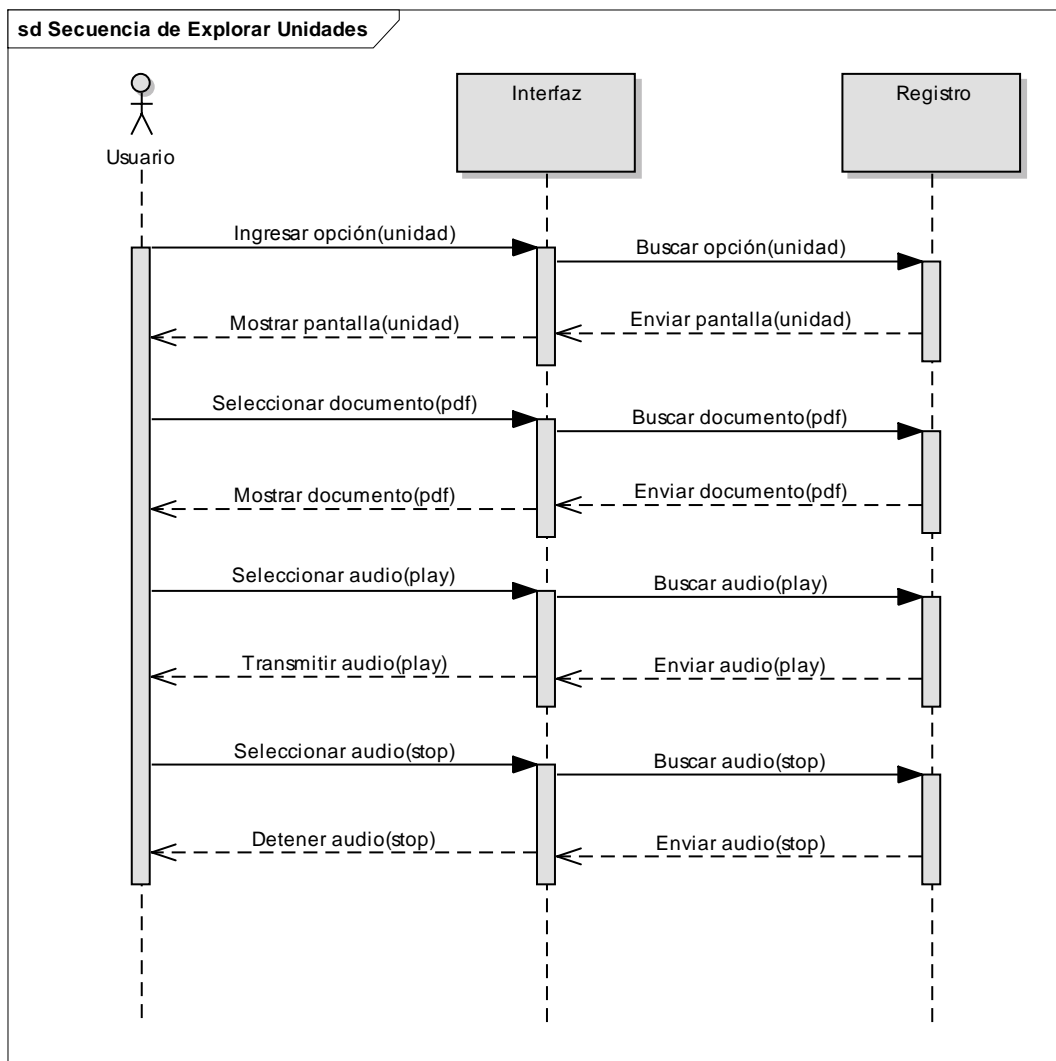 sd Secuencia de Explorar Unidades
Interfaz
Registro
Usuario
Ingresar opción(unidad)
Buscar opción(unidad)
Enviar pantalla(unidad)
Mostrar pantalla(unidad)
Seleccionar documento(pdf)
Buscar documento(pdf)
Enviar documento(pdf)
Mostrar documento(pdf)
Seleccionar audio(play)
Buscar audio(play)
Transmitir audio(play)
Enviar audio(play)
Seleccionar audio(stop)
Buscar audio(stop)
Detener audio(stop)
Enviar audio(stop)